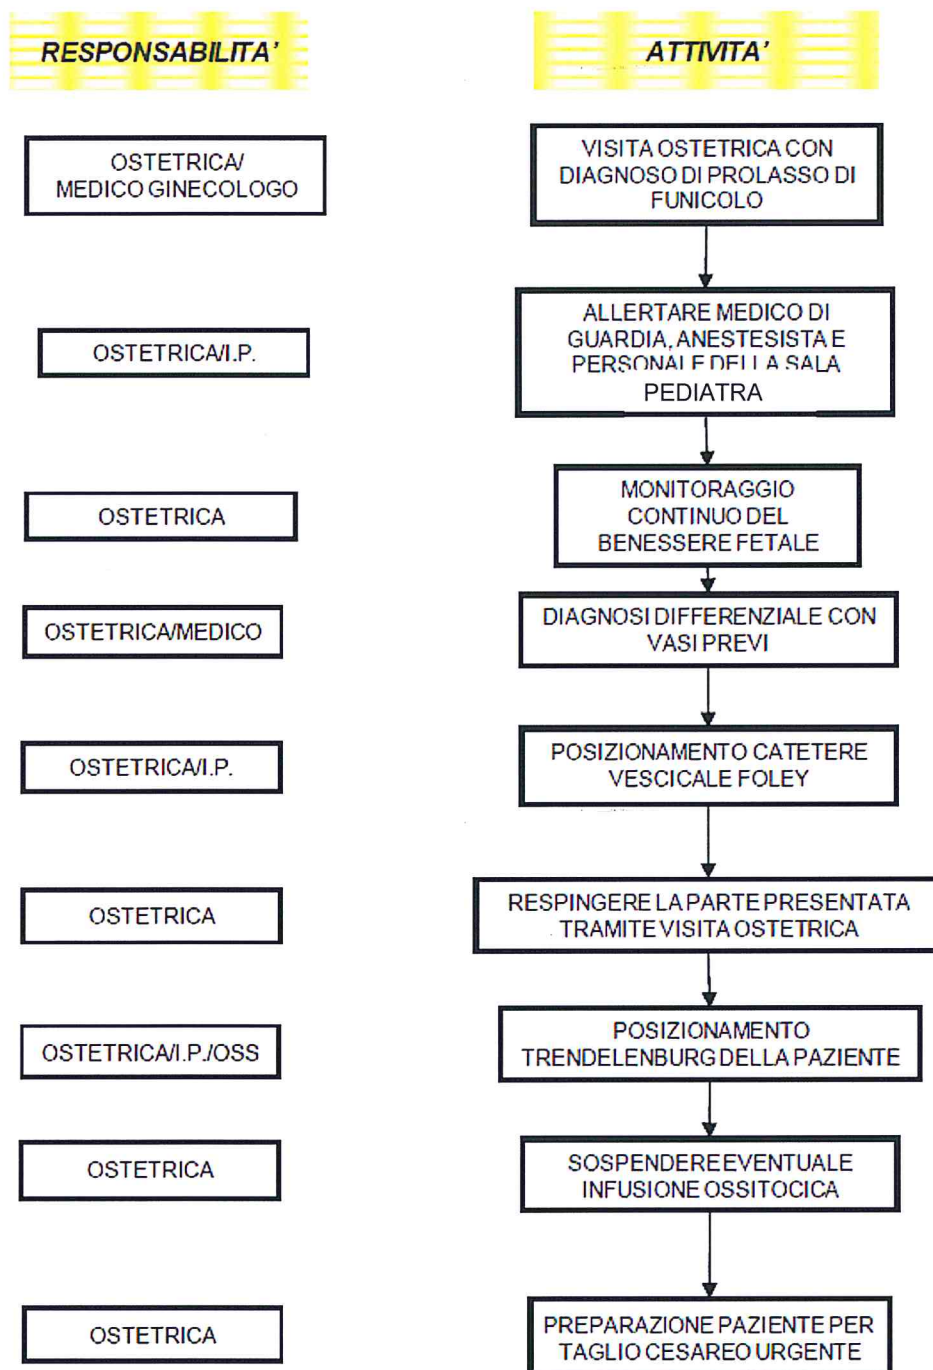 RESPONSABILITA’
ATTIVITA’
OSTETRICA/
MEDICO GINECOLOGO
VISITA OSTETRICA CON
DIAGNOSO DI PROLASSO DI
FUNICOLO
OSTETRICA/I.P.
ALLERTARE MEDICO DI
GUARDIA, ANESTESISTA E
PERSONALE DELLA SALA
PEDIATRA
OSTETRICA
MONITORAGGIO
CONTINUO DEL
BENESSERE FETALE
OSTETRICA/MEDICO
DIAGNOSI DIFFERENZIALE CON
VASI PREVI
OSTETRICA/I.P.
POSIZIONAMENTO CATETERE
VESCICALE FOLEY
OSTETRICA
RESPINGERE LA PARTE PRESENTATA
TRAMITE VISITA OSTETRICA
OSTETRICA/I.P./OSS
POSIZIONAMENTO
TRENDELENBURG DELLA PAZIENTE
OSTETRICA
SOSPENDERE EVENTUALE
INFUSIONE OSSITOCICA
OSTETRICA
PREPARAZIONE PAZIENTE PER
TAGLIO CESAREO URGENTE